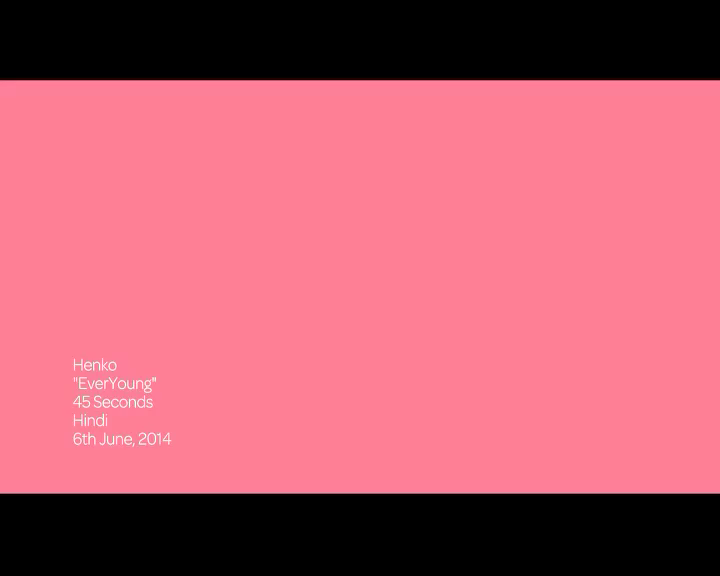 Henko
"EverYoung"
45 Seconds
Hindi
6th June, 2014